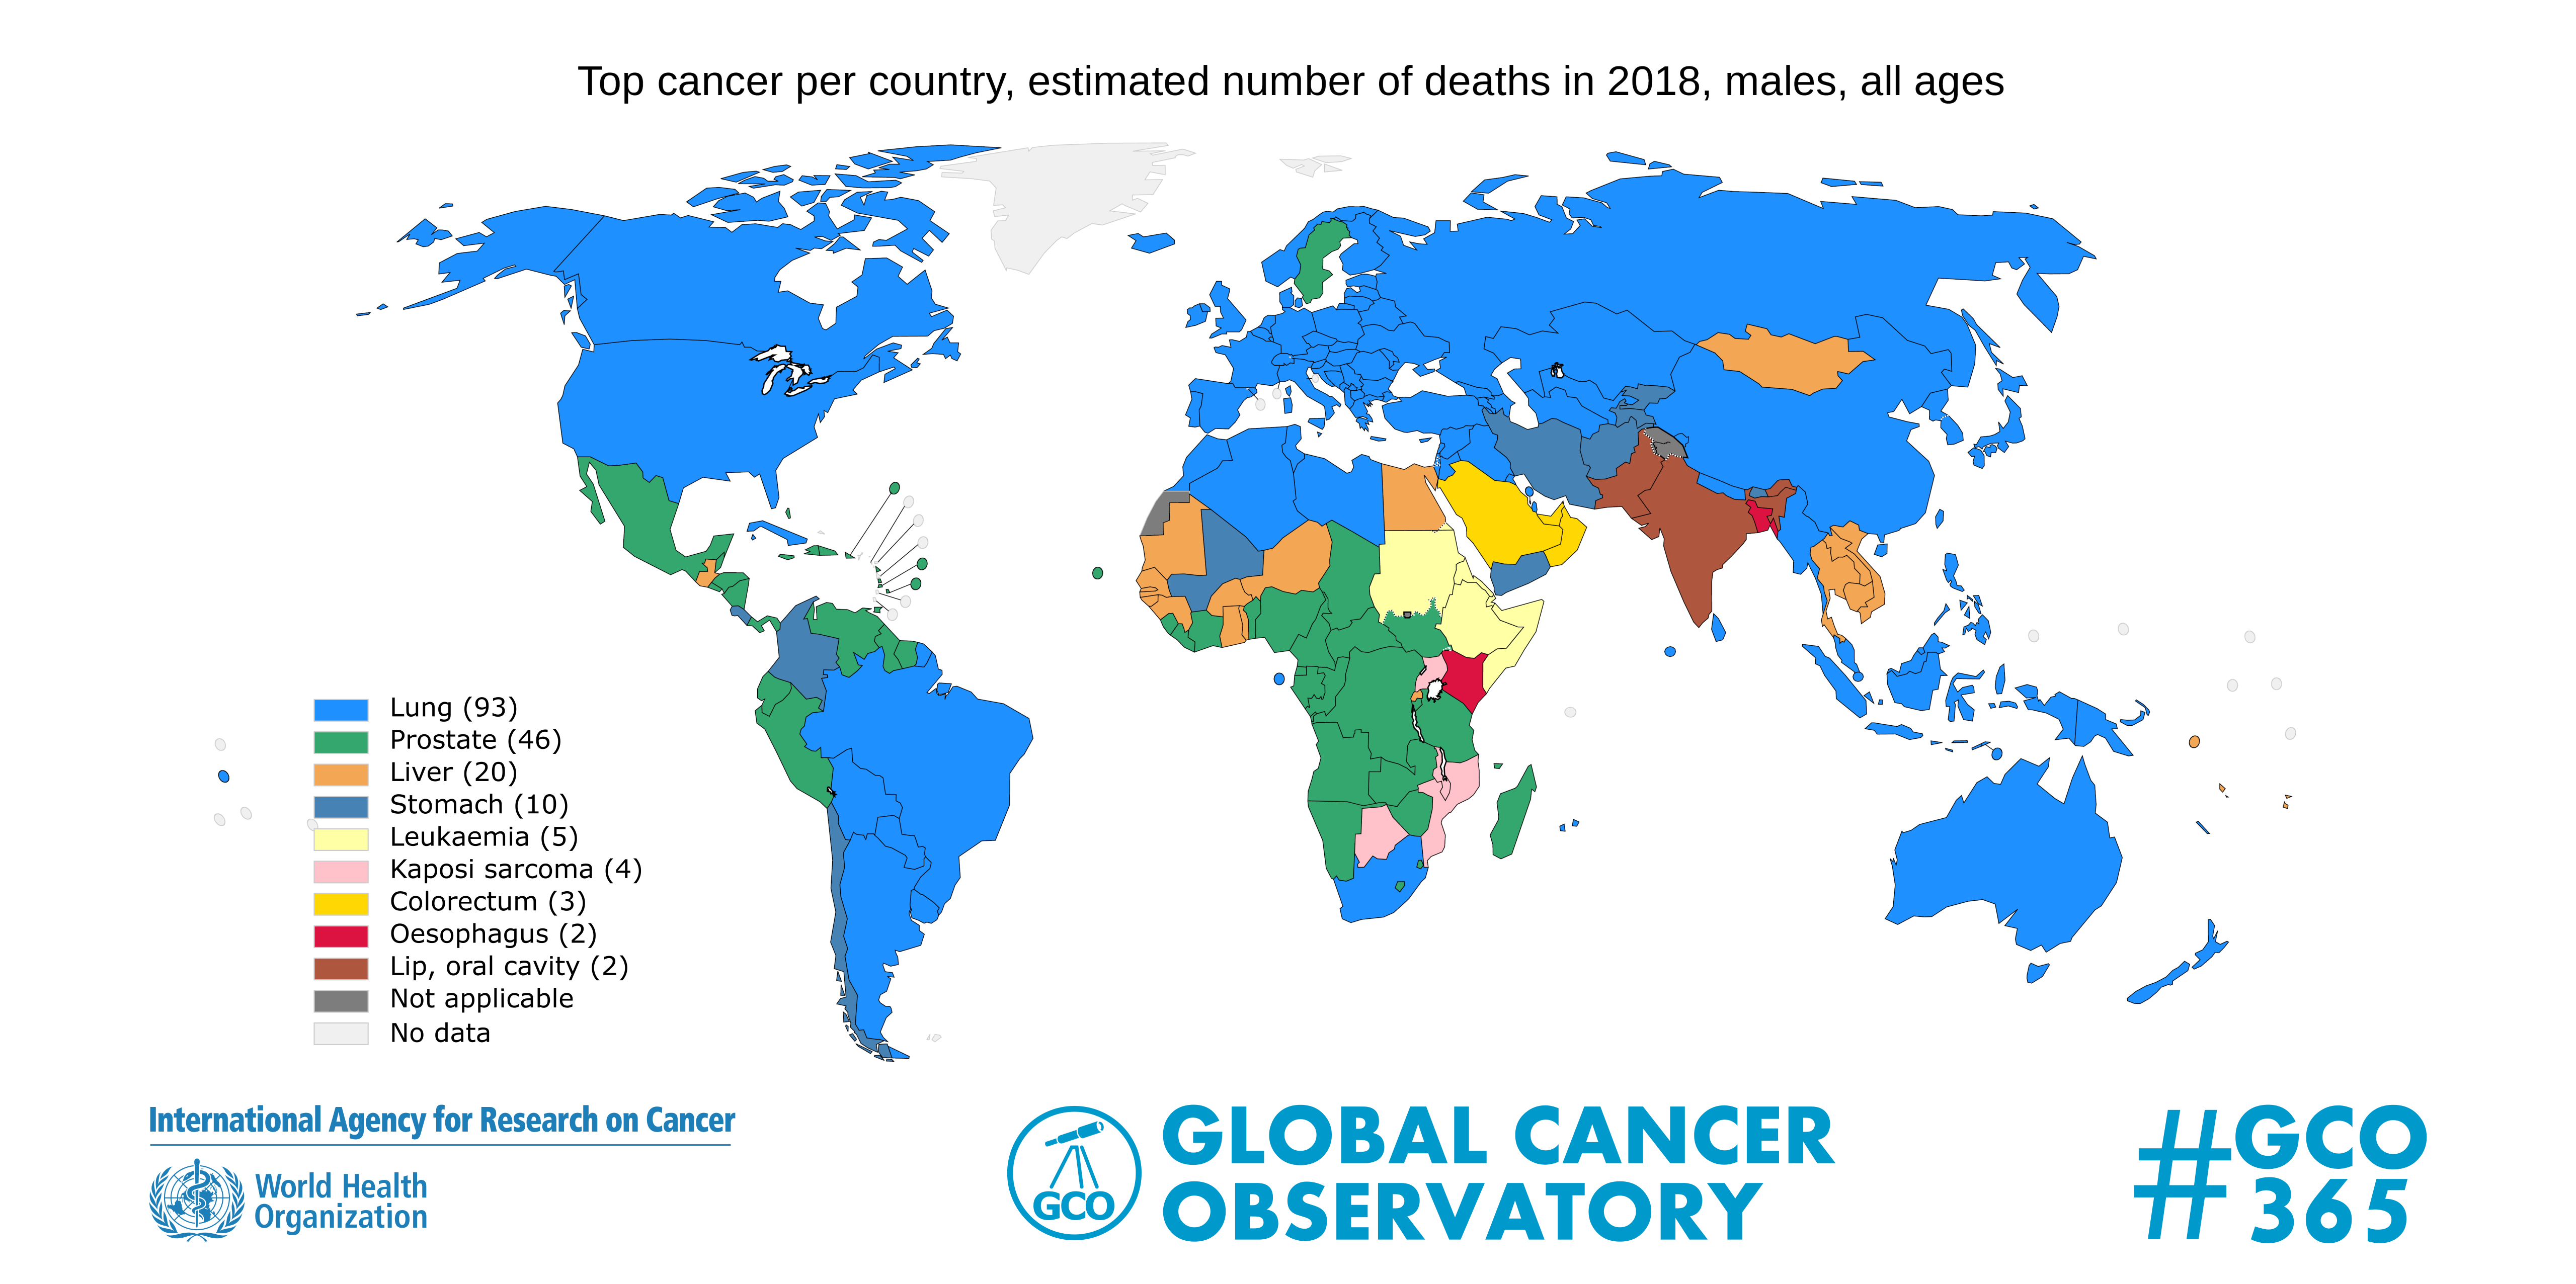 Top cancer per country, estimated number of deaths in 2018, males, all ages
Lung (93)
Prostate (46)
Liver (20)
Stomach (10)
Leukaemia (5)
Kaposi sarcoma (4)
Colorectum (3)
Oesophagus (2)
Lip, oral cavity (2)
Not applicable
No data
International Agency for Research on Cancer
World Health
Organization
GCO
GLOBAL CANCER
OBSERVATORY
#GCO
365